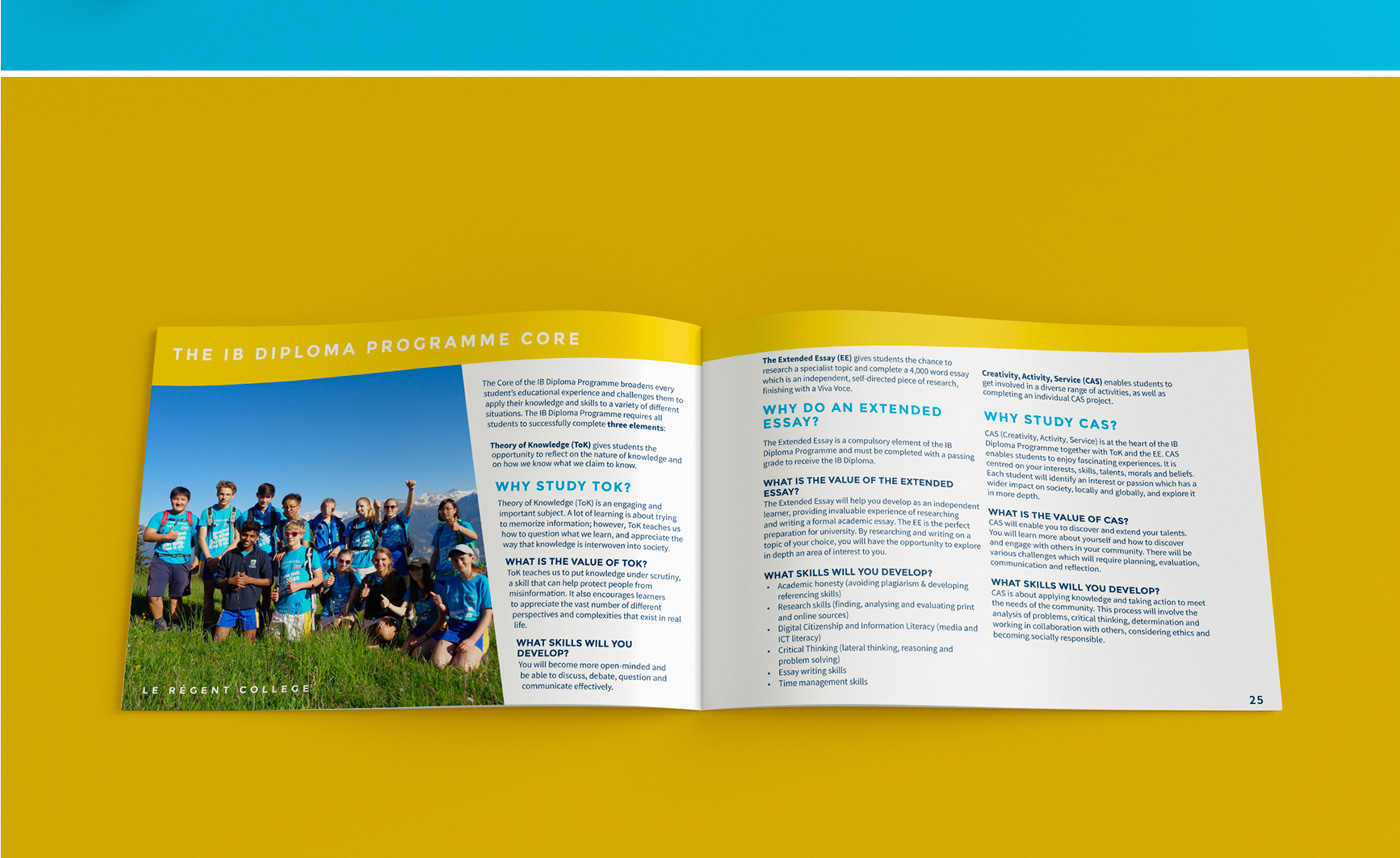 THE IB DIPLOMA PROGRAMME CORE
The Core of the IB Diploma Programme broadens every
student's educational experience and challenges them to
apply their knowledge and skills to a variety of different
situations. The IB Diploma Programme requires all
students to successfully complete three elements:
Theory of Knowledge (ToK) gives students the
opportunity to reflect on the nature of knowledge and
on how we know what we claim to know.
WHY STUDY TOK?
Theory of Knowledge (ToK) is an engaging and
important subject. A lot of learning is about trying
to memorize information; however, ToK teaches us
how to question what we learn, and appreciate the
way that knowledge is interwoven into society.
WHAT IS THE VALUE OF TOK?
ToK teaches us to put knowledge under scrutiny,
a skill that can help protect people from
misinformation. It also encourages learners
to appreciate the vast number of different
perspectives and complexities that exist in real
life.
WHAT SKILLS WILL YOU
DEVELOP?
You will become more open-minded and
be able to discuss, debate, question and
communicate effectively.
LE RÉGENT COLLEGE
The Extended Essay (EE) gives students the chance to
research a specialist topic and complete a 4,000 word essay
which is an independent, self-directed piece of research,
finishing with a Viva Voce.
WHY DO AN EXTENDED
ESSAY?
The Extended Essay is a compulsory element of the IB
Diploma Programme and must be completed with a passing
grade to receive the IB Diploma.
WHAT IS THE VALUE OF THE EXTENDED
ESSAY?
The Extended Essay will help you develop as an independent
learner, providing invaluable experience of researching
and writing a formal academic essay. The EE is the perfect
preparation for university. By researching and writing on a
topic of your choice, you will have the opportunity to explore
in depth an area of interest to you.
WHAT SKILLS WILL YOU DEVELOP?
• Academic honesty (avoiding plagiarism & developing
referencing skills)
• Research skills (finding, analysing and evaluating print
and online sources)
• Digital Citizenship and Information Literacy (media and
ICT literacy)
• Critical Thinking (lateral thinking, reasoning and
problem solving)
• Essay writing skills
• Time management skills
Creativity, Activity, Service (CAS) enables students to
get involved in a diverse range of activities, as well as
completing an individual CAS project.
WHY STUDY CAS?
CAS (Creativity, Activity, Service) is at the heart of the IB
Diploma Programme together with ToK and the EE. CAS
enables students to enjoy fascinating experiences. It is
centred on your interests, skills, talents, morals and beliefs.
Each student will identify an interest or passion which has a
wider impact on society, locally and globally, and explore it
in more depth.
WHAT IS THE VALUE OF CAS?
CAS will enable you to discover and extend your talents.
You will learn more about yourself and how to discover
and engage with others in your community. There will be
various challenges which will require planning, evaluation,
communication and reflection.
WHAT SKILLS WILL YOU DEVELOP?
CAS is about applying knowledge and taking action to meet
the needs of the community. This process will involve the
analysis of problems, critical thinking, determination and
working in collaboration with others, considering ethics and
becoming socially responsible.
25